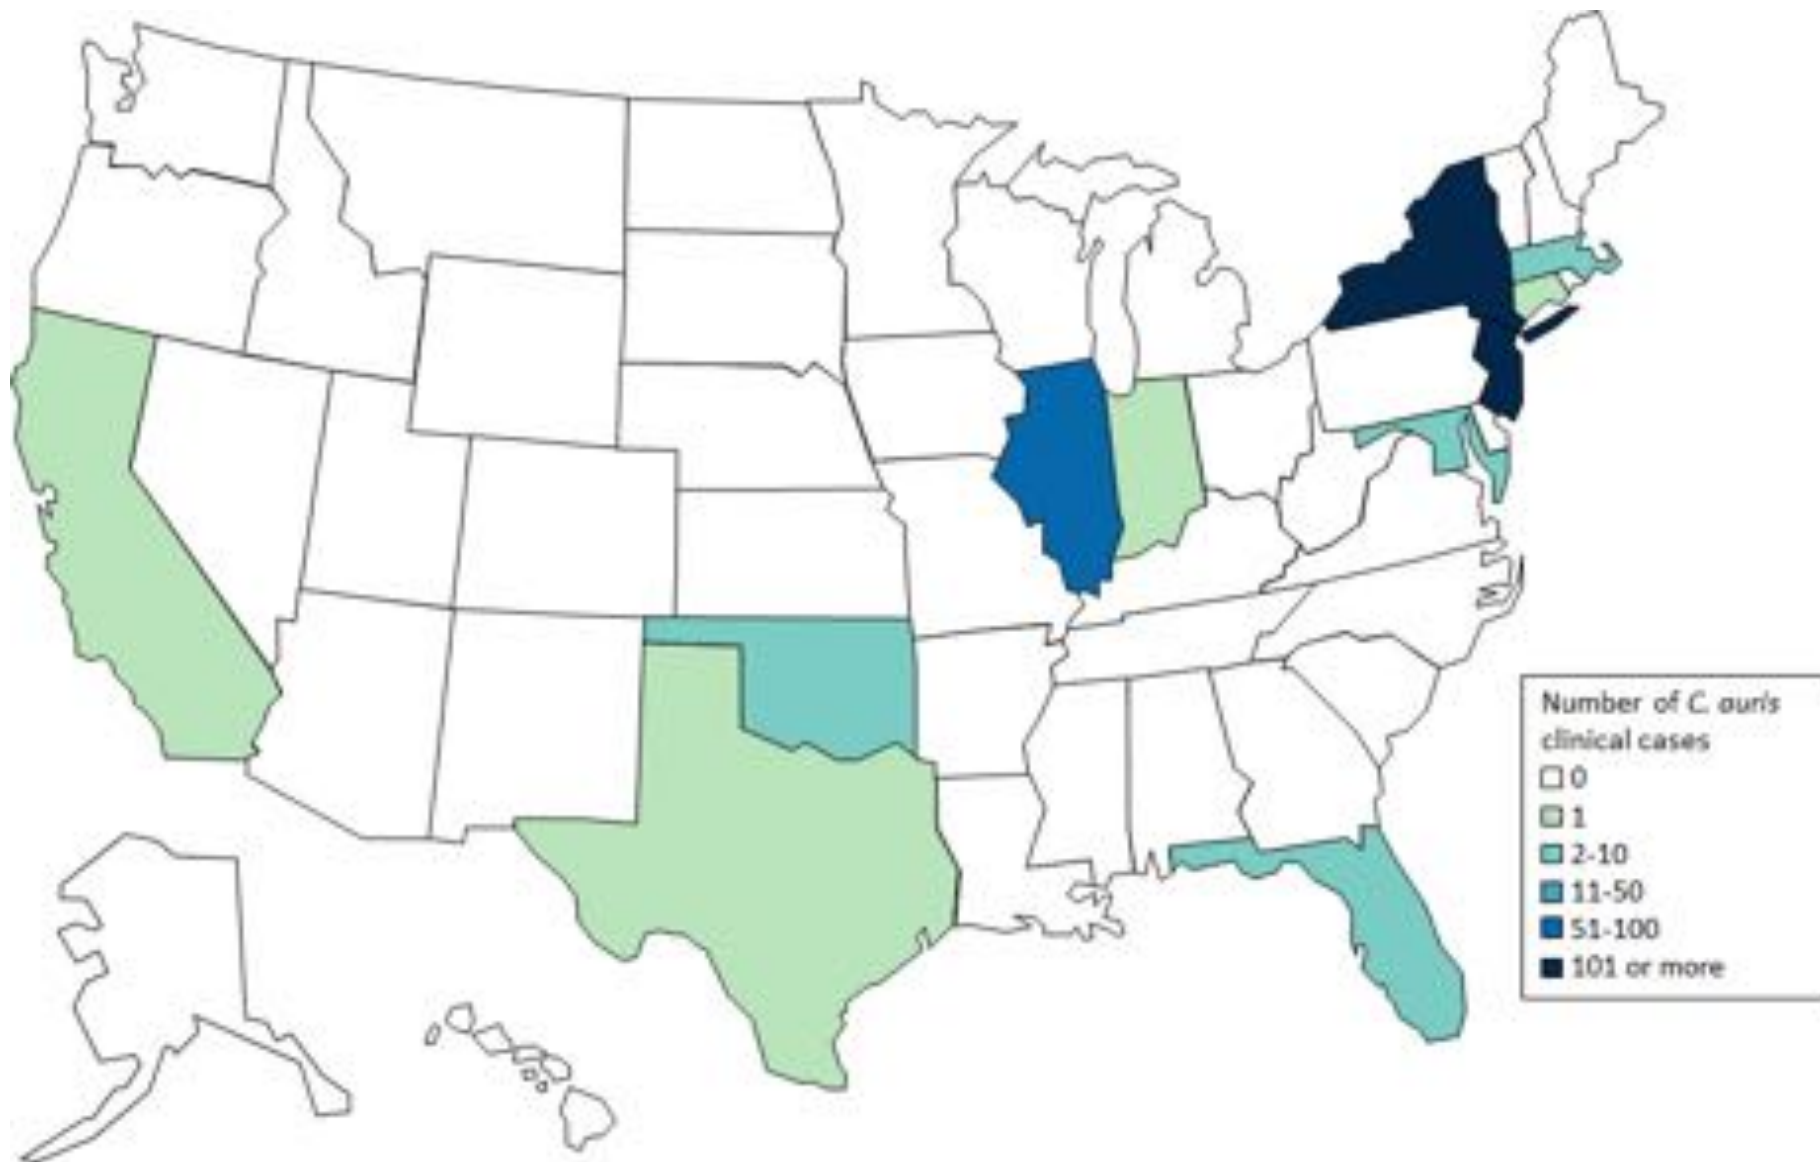 Number of C. auris
clinical cases
0
1
2-10
11-50
51-100
101 or more